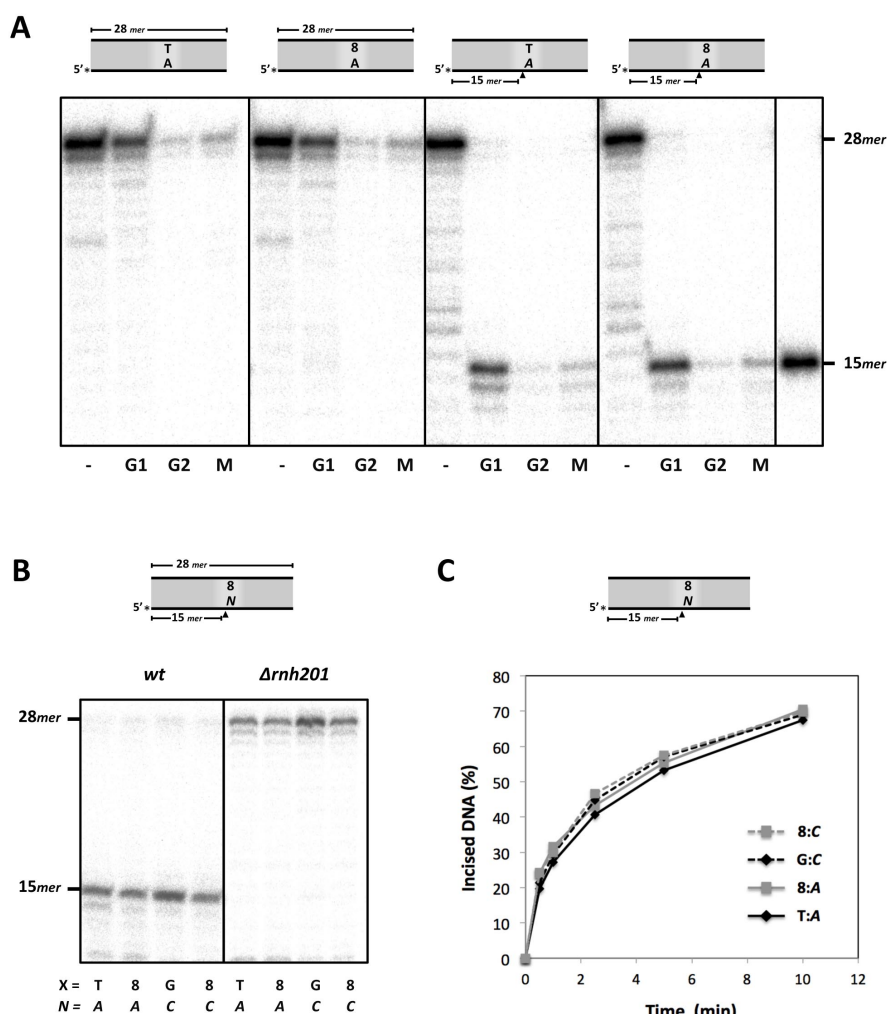 A
28 mer
28 mer
T
A
8
A
T
A
8
A
5'*
5'*
5'*
15 mer
5'*
15 mer
28mer
15mer
- G1 G2 M - G1 G2 M - G1 G2 M - G1 G2 M
B
28 mer
8
N
5'*
15 mer
wt Δrnh201
28mer
15mer
X = T 8 G 8 T 8 G 8
N = A A C C A A C C
C
8
N
5'*
15 mer
80
70
60
50
40
30
20
10
0
Incised DNA (%)
8:C
G:C
8:A
T:A
0 2 4 6 8 10 12
Time (min)